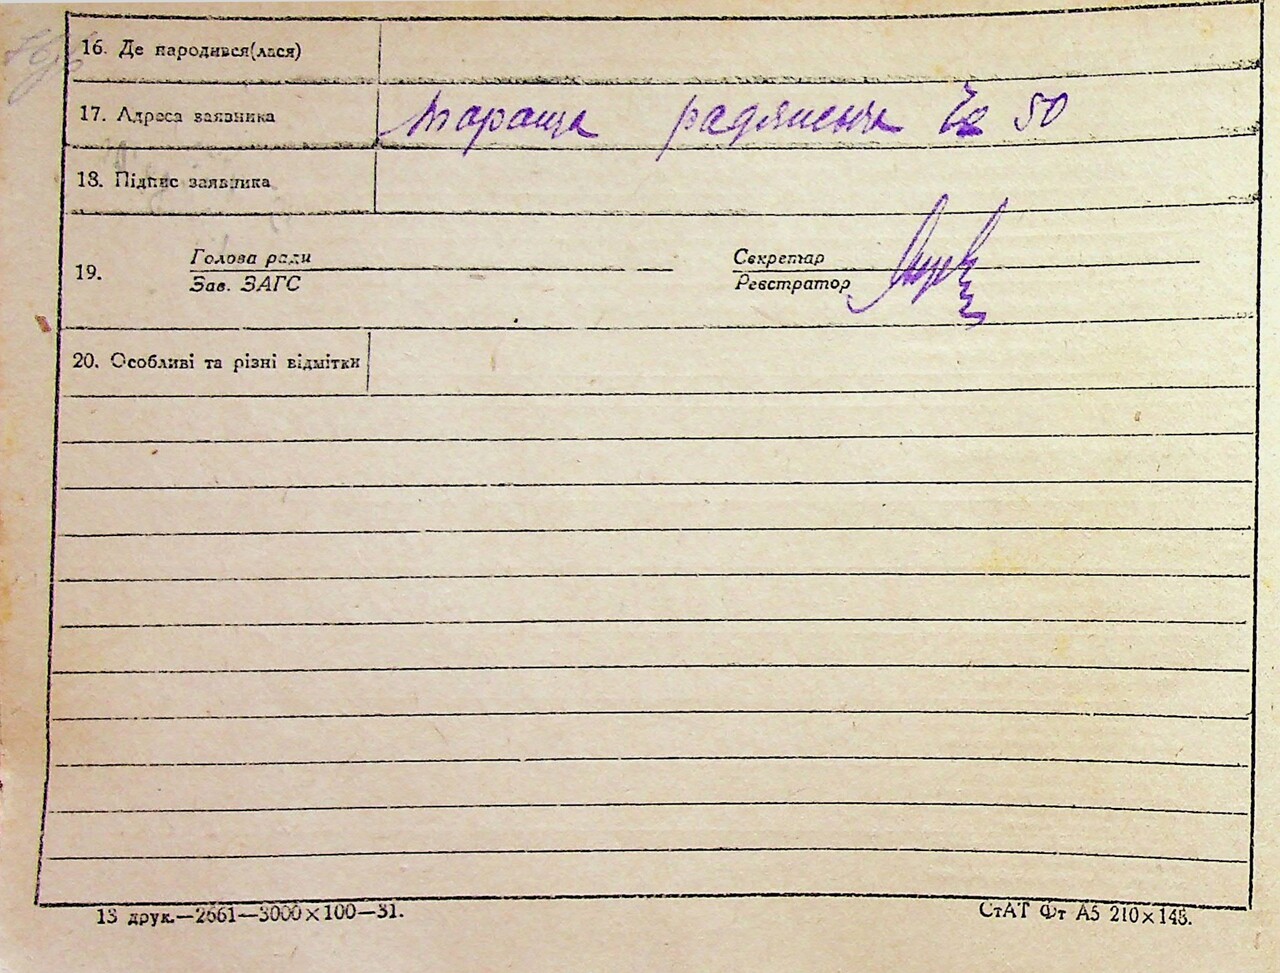 16. Де народився(лася)
17. Адреса заявника Тараща радянська № 50
18. Підпис заявника
19. Голова ради Секретар
Зав. ЗАГС Реєстратор
20. Особливі та різні відмітки
13 друк.—2661—3000×100—31. СтАТ Фт А5 210×148.